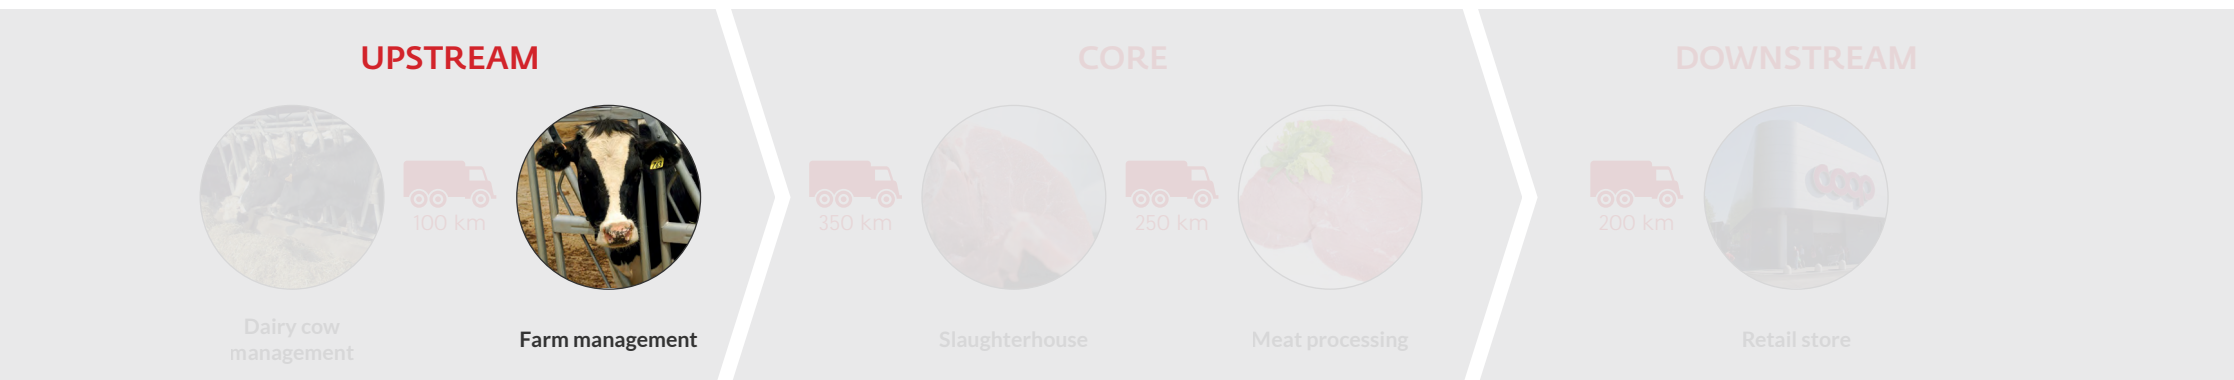 UPSTREAM
CORE
DOWNSTREAM
100 km
350 km
250 km
200 km
coop
Dairy cow
management
Farm management
Slaughterhouse
Meat processing
Retail store